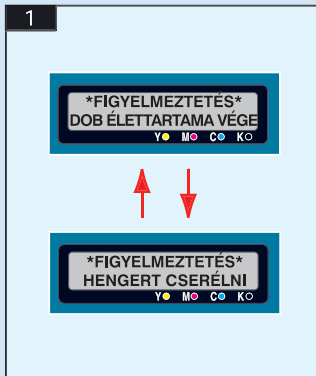 1
*FIGYELMEZTETÉS*
DOB ÉLETTARTAMA VÉGE
Y M C K
*FIGYELMEZTETÉS*
HENGERT CSERÉLNI
Y M C K